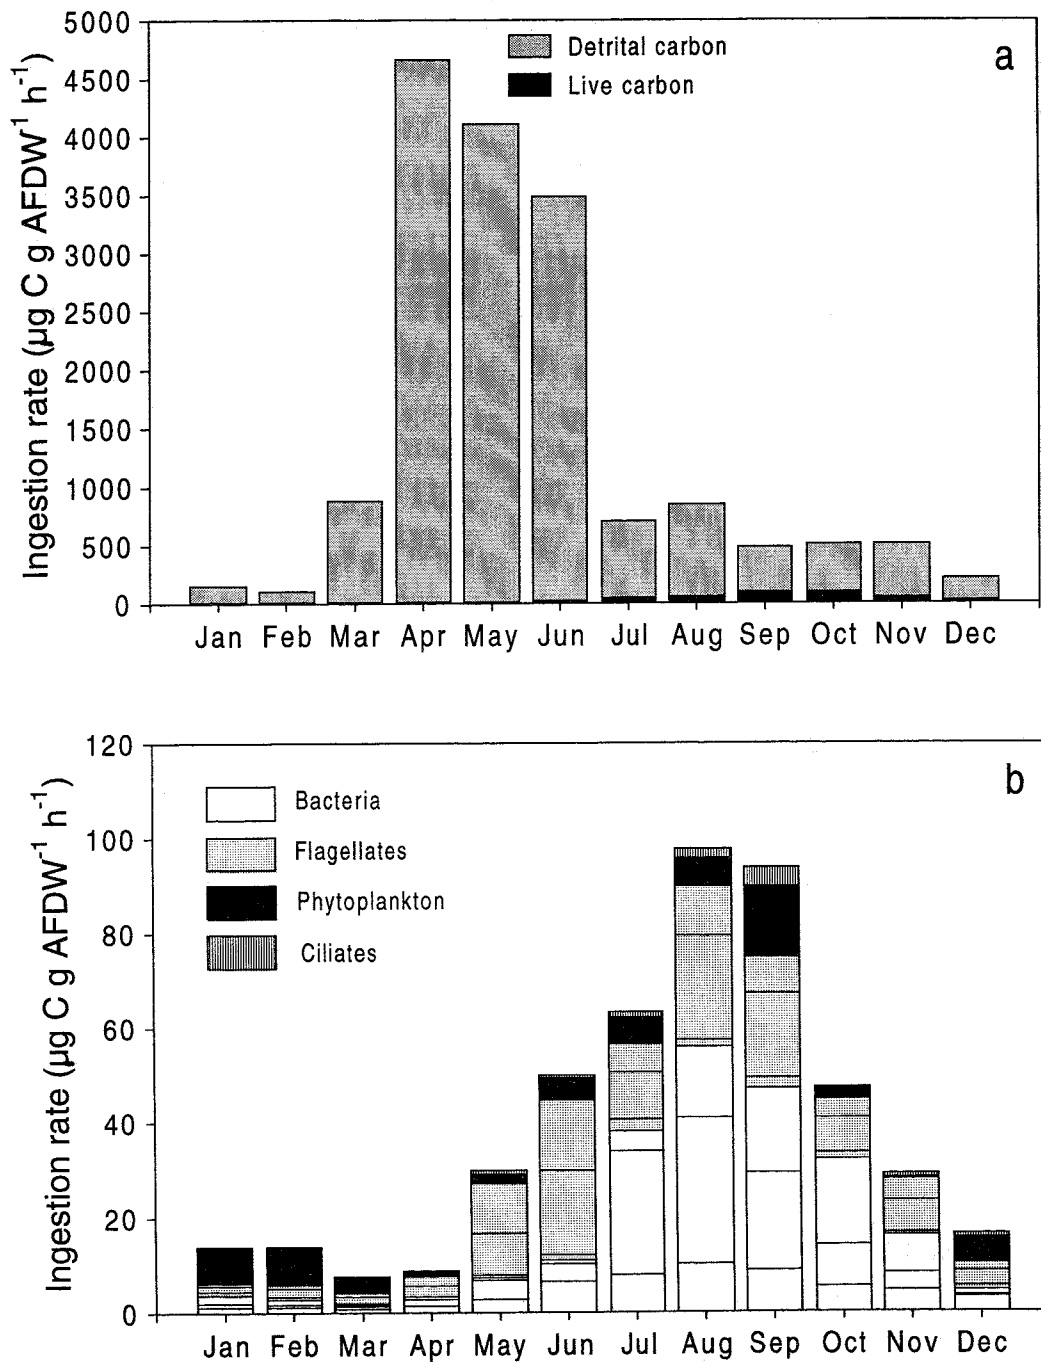 a
Detrital carbon
Live carbon
Ingestion rate (µg C g AFDW⁻¹ h⁻¹)
5000
4500
4000
3500
3000
2500
2000
1500
1000
500
0
Jan Feb Mar Apr May Jun Jul Aug Sep Oct Nov Dec
b
Bacteria
Flagellates
Phytoplankton
Ciliates
Ingestion rate (µg C g AFDW⁻¹ h⁻¹)
120
100
80
60
40
20
0
Jan Feb Mar Apr May Jun Jul Aug Sep Oct Nov Dec